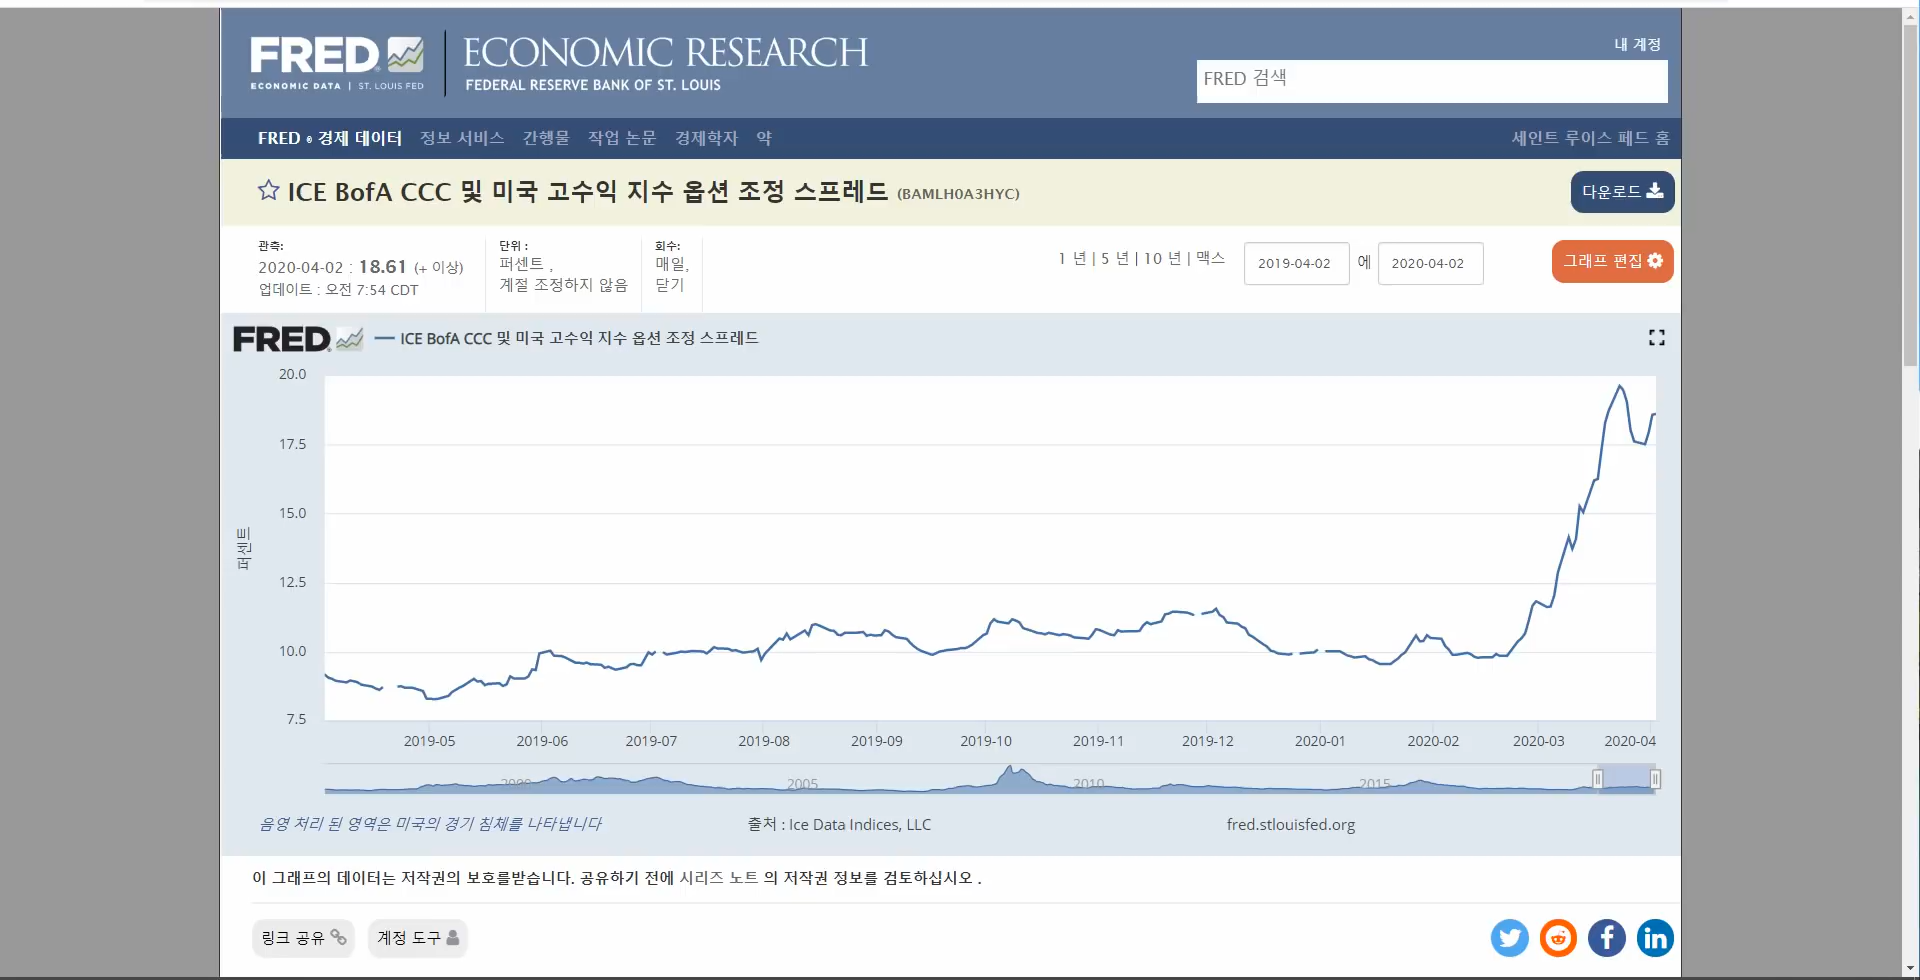 FRED ECONOMIC RESEARCH
ECONOMIC DATA | ST. LOUIS FED
FEDERAL RESERVE BANK OF ST. LOUIS
내 계정
FRED 검색
FRED ® 경제 데이터 정보 서비스 간행물 작업 논문 경제학자 약 세인트 루이스 페드 홈
ICE BofA CCC 및 미국 고수익 지수 옵션 조정 스프레드 (BAMLH0A3HYC) 다운로드
관측:
2020-04-02 : 18.61 (+ 이상)
업데이트 : 오전 7:54 CDT
단위 :
퍼센트 ,
계절 조정하지 않음
회수:
매일,
닫기
1 년 | 5 년 | 10 년 | 맥스 2019-04-02 에 2020-04-02 그래프 편집
FRED ICE BofA CCC 및 미국 고수익 지수 옵션 조정 스프레드
퍼센트
20.0
17.5
15.0
12.5
10.0
7.5
2019-05 2019-06 2019-07 2019-08 2019-09 2019-10 2019-11 2019-12 2020-01 2020-02 2020-03 2020-04
2000 2005 2010 2015
음영 처리 된 영역은 미국의 경기 침체를 나타냅니다 출처 : Ice Data Indices, LLC fred.stlouisfed.org
이 그래프의 데이터는 저작권의 보호를받습니다. 공유하기 전에 시리즈 노트 의 저작권 정보를 검토하십시오 .
링크 공유 계정 도구